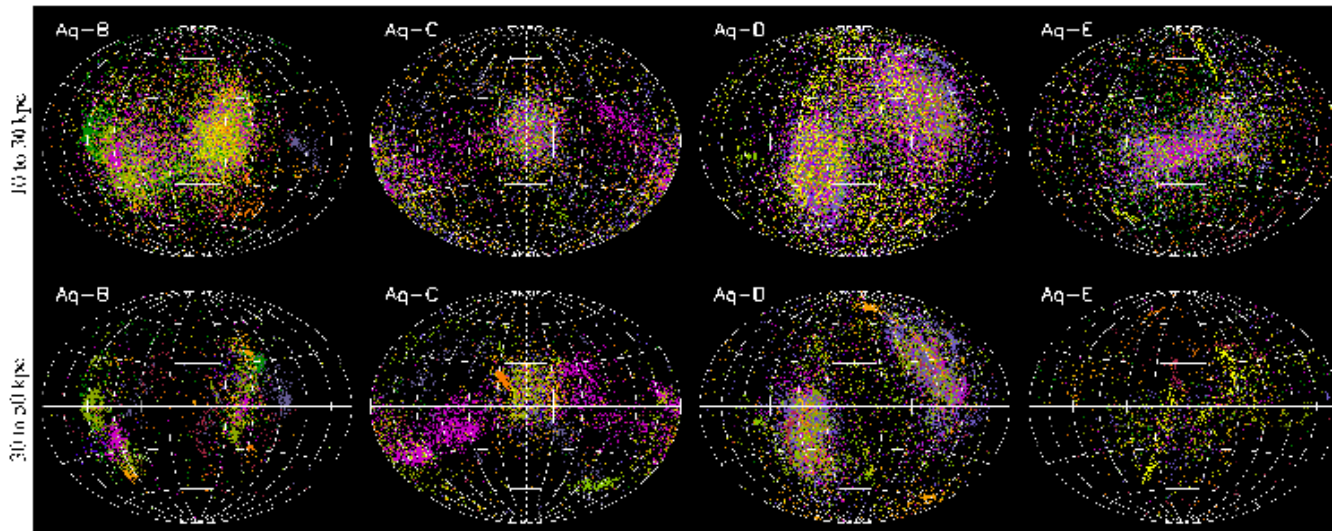 Aq-B Aq-C Aq-D Aq-E
10 to 30 kpc
Aq-B Aq-C Aq-D Aq-E
30 to 50 kpc